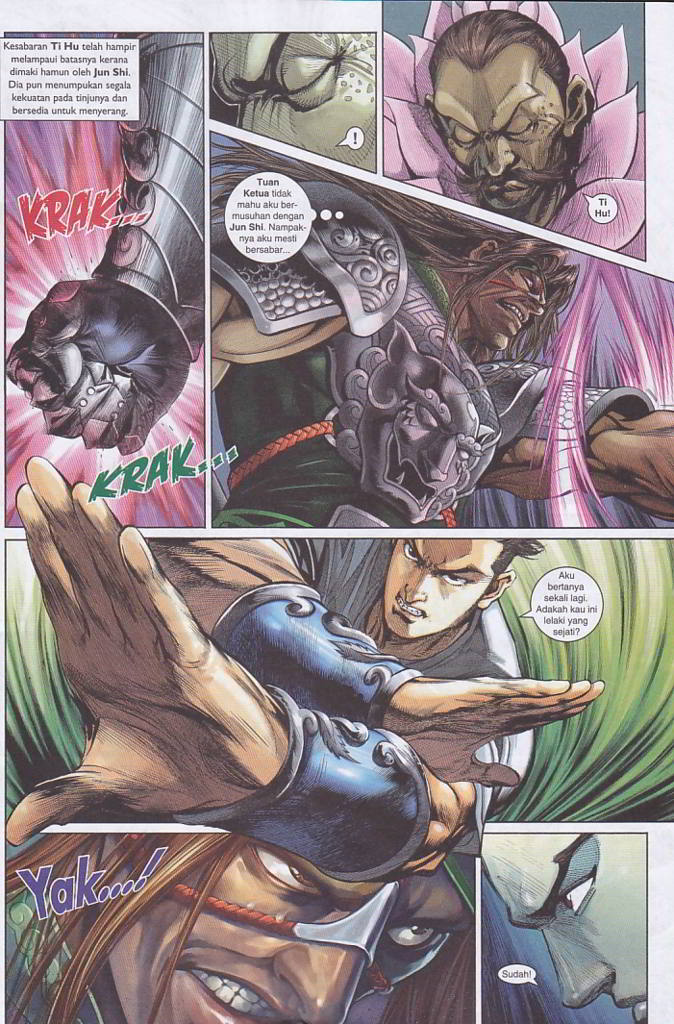 Kesabaran Ti Hu telah hampir
melampaui batasnya kerana
dimaki hamun oleh Jun Shi.
Dia pun menumpukan segala
kekuatan pada tinjunya dan
bersedia untuk menyerang.
KRAK...
KRAK...
!
Ti
Hu!
Tuan
Ketua tidak
mahu aku ber-
musuhan dengan
Jun Shi. Nampak-
nya aku mesti
bersabar...
Aku
bertanya
sekali lagi.
Adakah kau ini
lelaki yang
sejati?
Yak....!
Sudah!